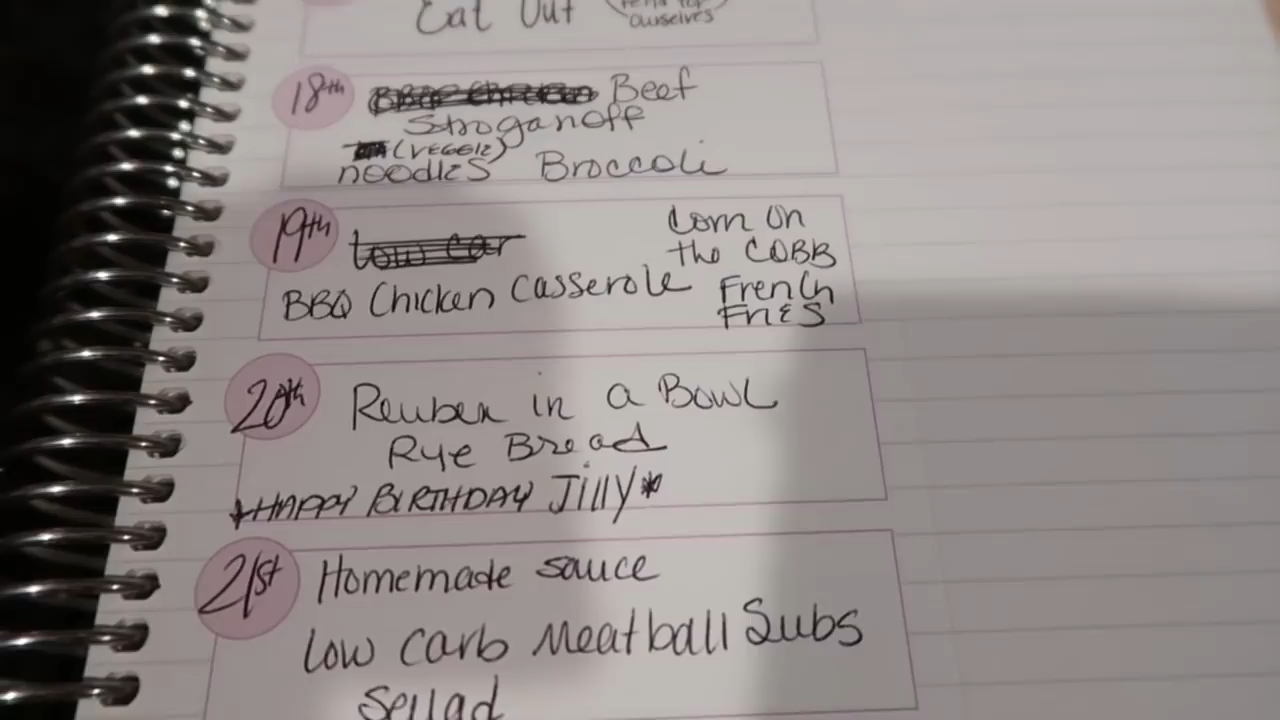 Eat Out
ourselves
18th Beef
Stroganoff
(veggie)
noodles Broccoli
19th
Corn On
the COBB
BBQ Chicken Casserole
French
Fries
20th Reuben in a Bowl
Rye Bread
*HAPPY BIRTHDAY Jilly*
21st Homemade sauce
Low carb Meatball Subs
Sallad